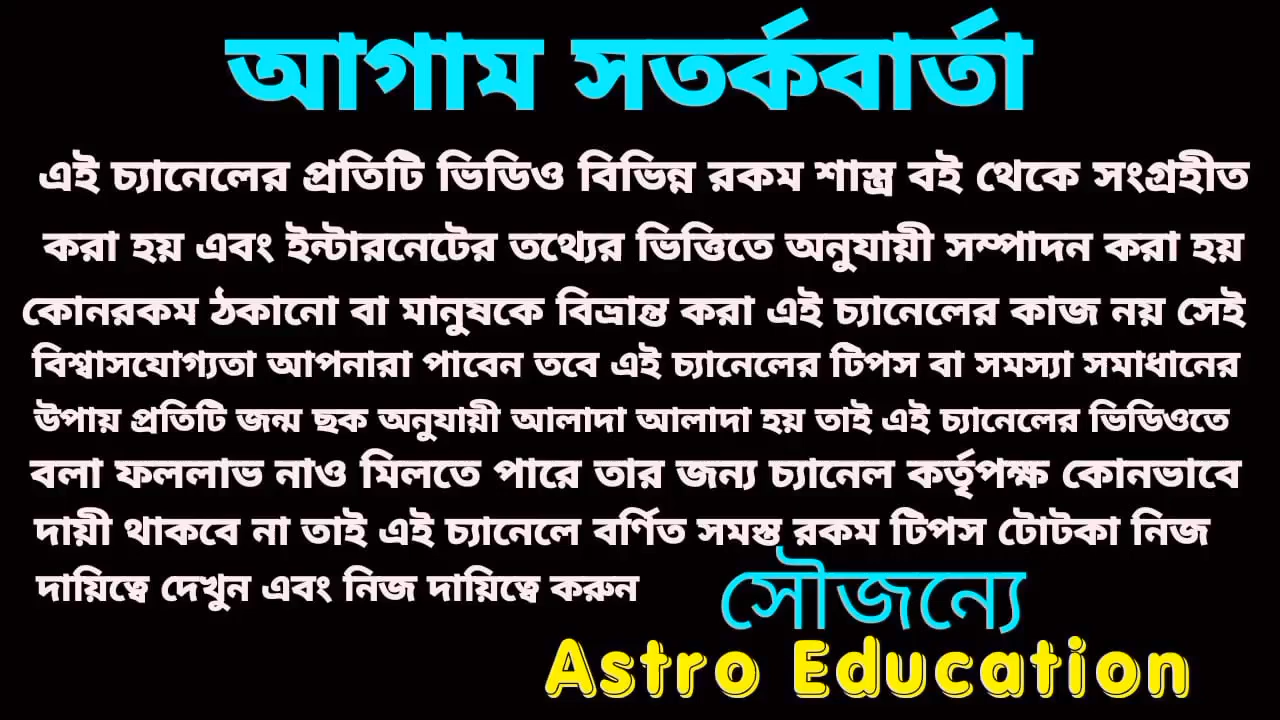 আগাম সতর্কবার্তা
এই চ্যানেলের প্রতিটি ভিডিও বিভিন্ন রকম শাস্ত্র বই থেকে সংগ্রহীত
করা হয় এবং ইন্টারনেটের তথ্যের ভিত্তিতে অনুযায়ী সম্পাদন করা হয়
কোনরকম ঠকানো বা মানুষকে বিভ্রান্ত করা এই চ্যানেলের কাজ নয় সেই
বিশ্বাসযোগ্যতা আপনারা পাবেন তবে এই চ্যানেলের টিপস বা সমস্যা সমাধানের
উপায় প্রতিটি জন্ম ছক অনুযায়ী আলাদা আলাদা হয় তাই এই চ্যানেলের ভিডিওতে
বলা ফললাভ নাও মিলতে পারে তার জন্য চ্যানেল কর্তৃপক্ষ কোনভাবে
দায়ী থাকবে না তাই এই চ্যানেলে বর্ণিত সমস্ত রকম টিপস টোটকা নিজ
দায়িত্বে দেখুন এবং নিজ দায়িত্বে করুন
সৌজন্যে
Astro Education